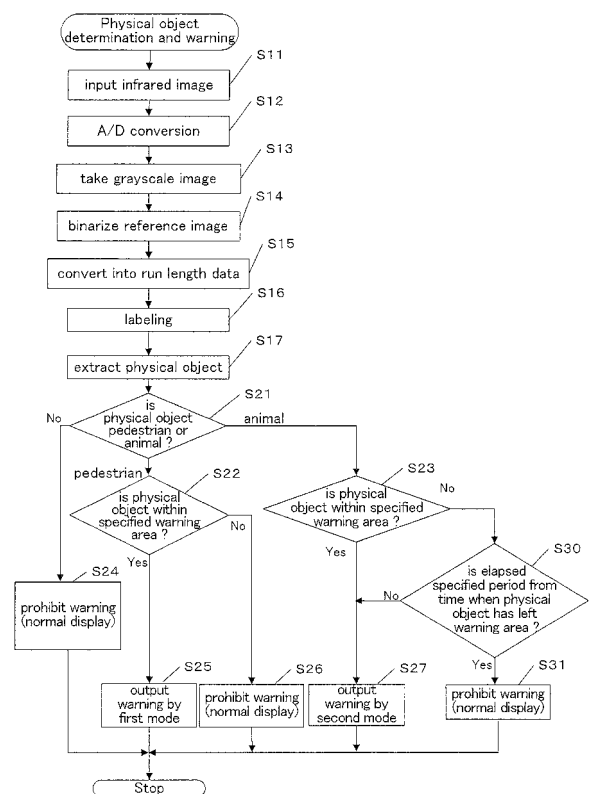 Physical object
determination and warning
S11
input infrared image
S12
A/D conversion
S13
take grayscale image
S14
binarize reference image
S15
convert into run length data
S16
labeling
S17
extract physical object
S21
is
physical object
pedestrian or
animal ?
No
animal
pedestrian
S22
is physical
object within
specified warning
area ?
No
Yes
S23
is physical
object within specified
warning area ?
No
Yes
S30
is elapsed
specified period from
time when physical
object has left
warning area ?
No
Yes
S24
prohibit warning
(normal display)
S25
output
warning by
first mode
S26
prohibit warning
(normal display)
S27
output
warning by
second mode
S31
prohibit warning
(normal display)
Stop